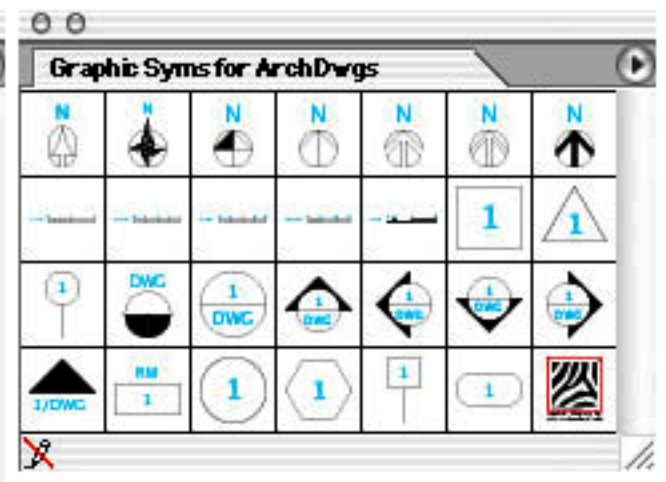 Graphic Syms for ArchDwgs
N N N N N N N
1 1
1 DWG 1 1 1 1 1
DWG DWG DWG DWG DWG
RM
1/DWG 1 1 1 1 1